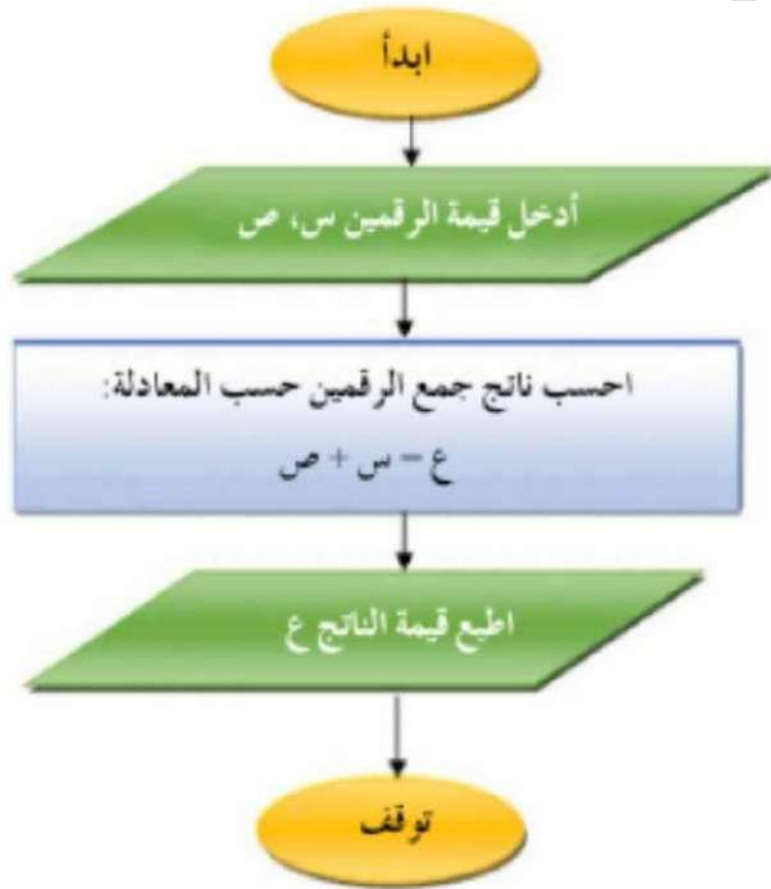 ابدأ
أدخل قيمة الرقمين س، ص
احسب ناتج جمع الرقمين حسب المعادلة:
ع = س + ص
اطبع قيمة الناتج ع
توقف